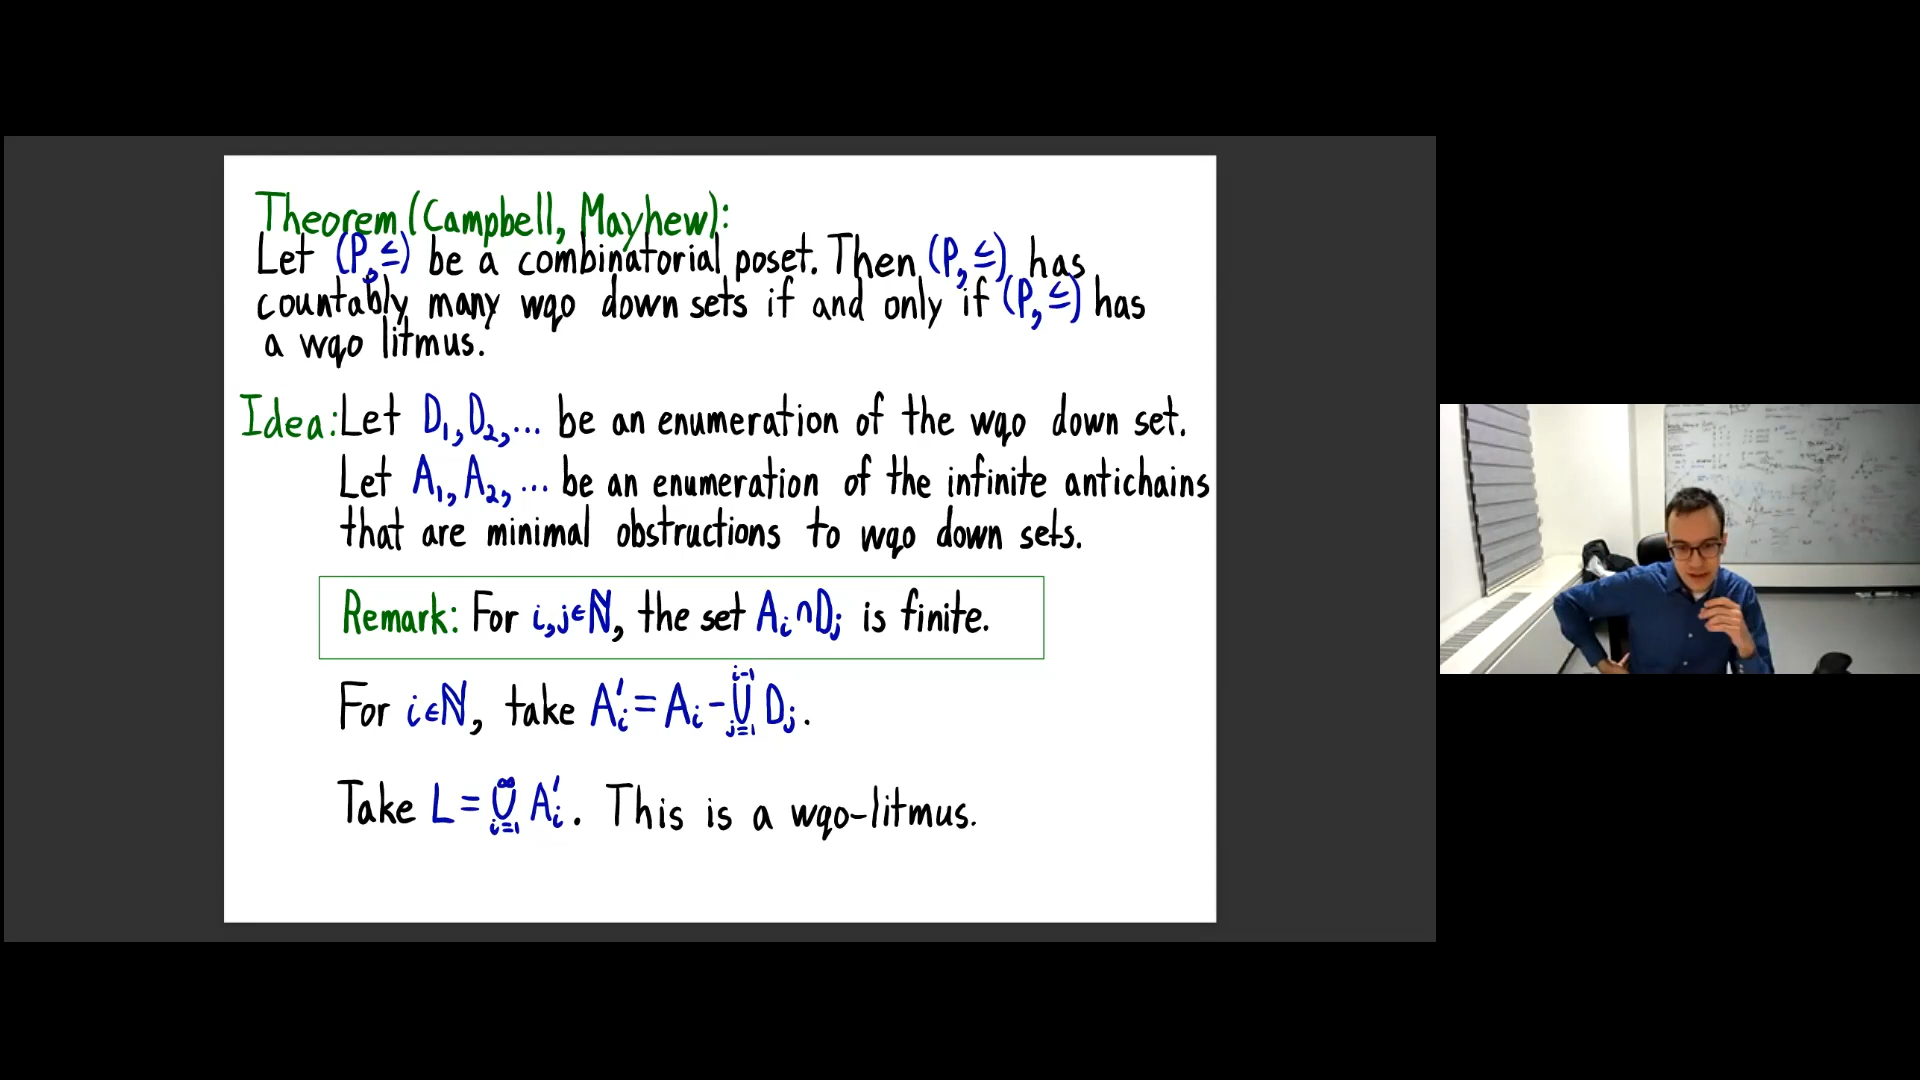 Theorem (Campbell, Mayhew):
Let (P, ≤) be a combinatorial poset. Then (P, ≤) has
countably many wqo down sets if and only if (P, ≤) has
a wqo litmus.
Idea: Let D₁, D₂, ... be an enumeration of the wqo down set.
Let A₁, A₂, ... be an enumeration of the infinite antichains
that are minimal obstructions to wqo down sets.
Remark: For i,j∈ℕ, the set Aᵢ∩Dⱼ is finite.
For i∈ℕ, take Aᵢ' = Aᵢ - ⋃_{j=1}^{i-1} Dⱼ.
Take L = ⋃_{i=1}^{∞} Aᵢ'. This is a wqo-litmus.